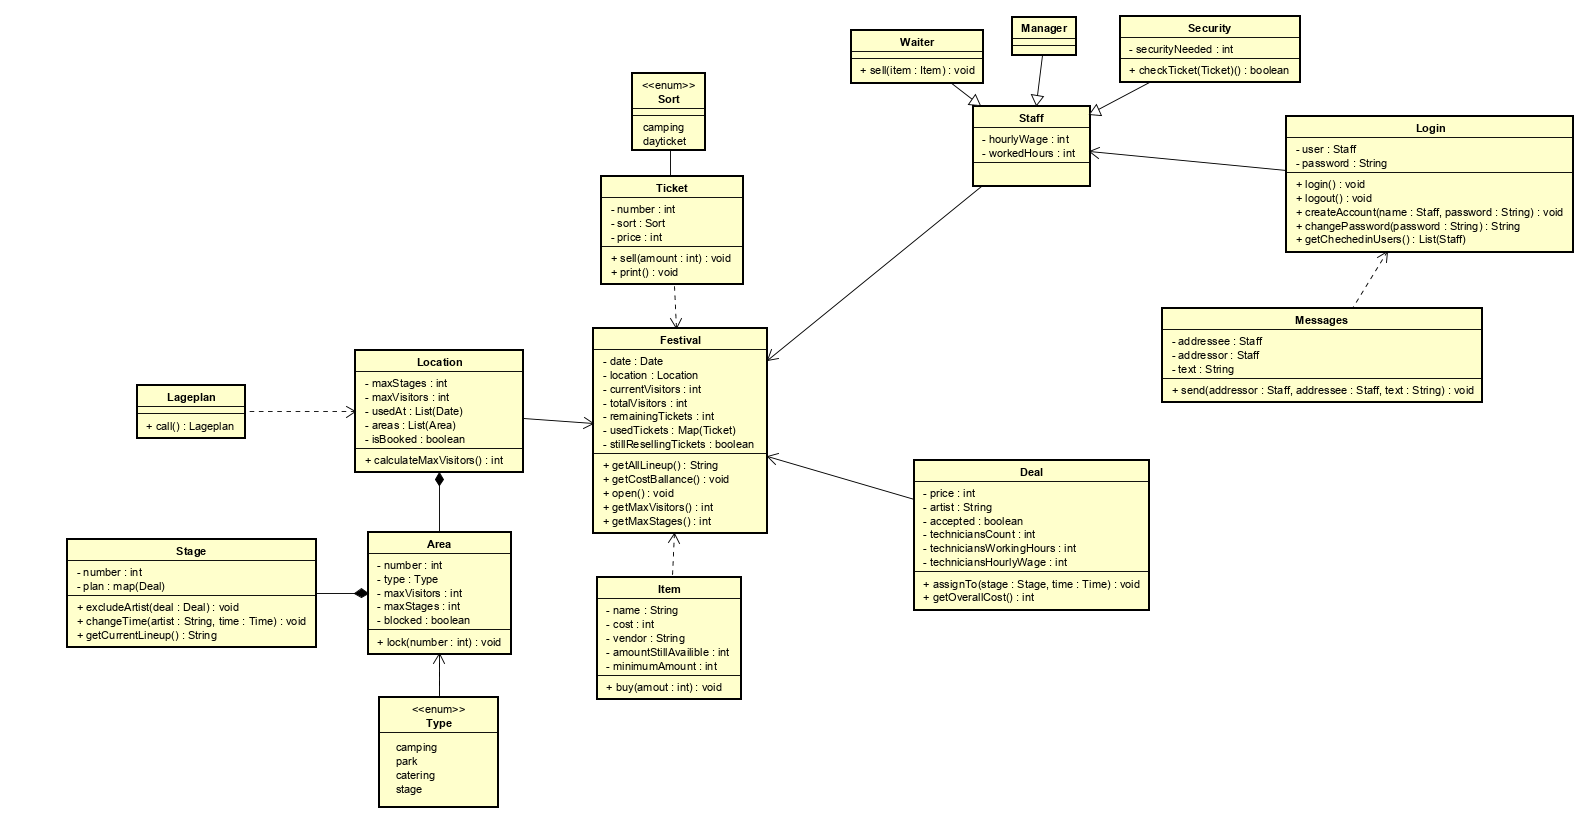 Waiter
+ sell(item : Item) : void
Manager
Security
- securityNeeded : int
+ checkTicket(Ticket)() : boolean
<<enum>>
Sort
camping
dayticket
Staff
- hourlyWage : int
- workedHours : int
Login
- user : Staff
- password : String
+ login() : void
+ logout() : void
+ createAccount(name : Staff, password : String) : void
+ changePassword(password : String) : String
+ getChechedinUsers() : List(Staff)
Ticket
- number : int
- sort : Sort
- price : int
+ sell(amount : int) : void
+ print() : void
Messages
- addressee : Staff
- addressor : Staff
- text : String
+ send(addressor : Staff, addressee : Staff, text : String) : void
Festival
- date : Date
- location : Location
- currentVisitors : int
- totalVisitors : int
- remainingTickets : int
- usedTickets : Map(Ticket)
- stillResellingTickets : boolean
+ getAllLineup() : String
+ getCostBallance() : void
+ open() : void
+ getMaxVisitors() : int
+ getMaxStages() : int
Location
- maxStages : int
- maxVisitors : int
- usedAt : List(Date)
- areas : List(Area)
- isBooked : boolean
+ calculateMaxVisitors() : int
Lageplan
+ call() : Lageplan
Deal
- price : int
- artist : String
- accepted : boolean
- techniciansCount : int
- techniciansWorkingHours : int
- techniciansHourlyWage : int
+ assignTo(stage : Stage, time : Time) : void
+ getOverallCost() : int
Stage
- number : int
- plan : map(Deal)
+ excludeArtist(deal : Deal) : void
+ changeTime(artist : String, time : Time) : void
+ getCurrentLineup() : String
Area
- number : int
- type : Type
- maxVisitors : int
- maxStages : int
- blocked : boolean
+ lock(number : int) : void
Item
- name : String
- cost : int
- vendor : String
- amountStillAvailible : int
- minimumAmount : int
+ buy(amout : int) : void
<<enum>>
Type
camping
park
catering
stage